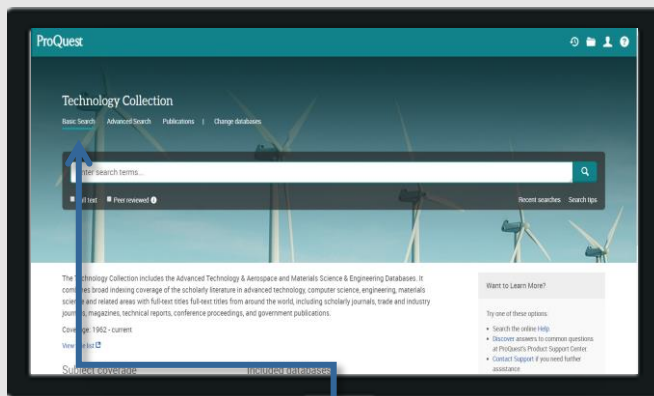 ProQuest
Technology Collection
Basic Search Advanced Search Publications | Change databases
Enter search terms...
Full text Peer reviewed
Recent searches Search tips
The Technology Collection includes the Advanced Technology & Aerospace and Materials Science & Engineering Databases. It
combines broad indexing coverage of the scholarly literature in advanced technology, computer science, engineering, materials
science and related areas with full-text titles full-text titles from around the world, including scholarly journals, trade and industry
journals, magazines, technical reports, conference proceedings, and government publications.
Coverage: 1962 - current
View title list
Subject coverage Included databases
Want to Learn More?
Try one of these options:
Search the online Help
Discover answers to common questions
at ProQuest's Product Support Center
Contact Support if you need further
assistance